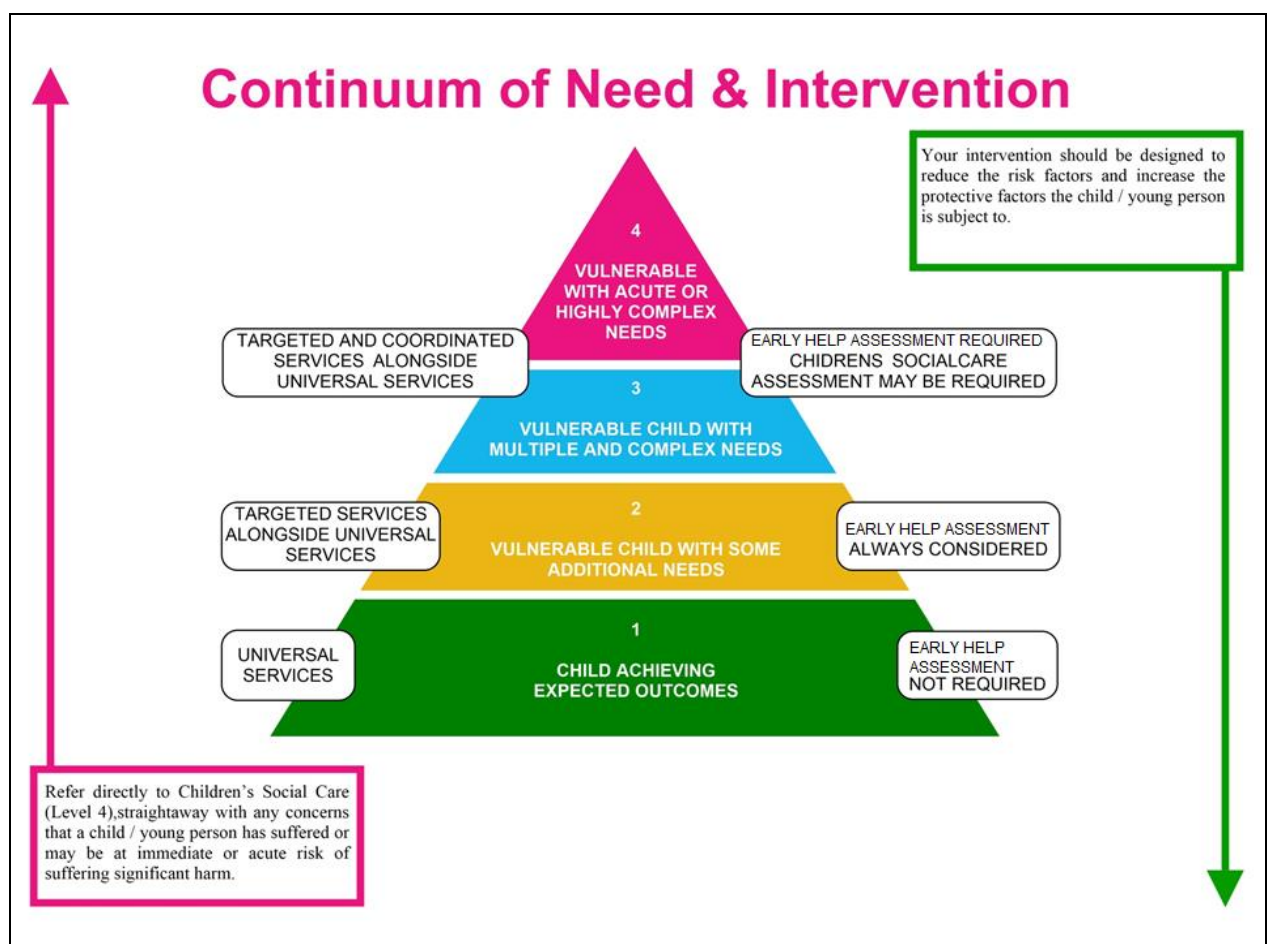 Continuum of Need & Intervention
Your intervention should be designed to
reduce the risk factors and increase the
protective factors the child / young person
is subject to.
4
VULNERABLE
WITH ACUTE OR
HIGHLY COMPLEX
NEEDS
TARGETED AND COORDINATED
SERVICES ALONGSIDE
UNIVERSAL SERVICES
EARLY HELP ASSESSMENT REQUIRED
CHIDRENS SOCIALCARE
ASSESSMENT MAY BE REQUIRED
3
VULNERABLE CHILD WITH
MULTIPLE AND COMPLEX NEEDS
TARGETED SERVICES
ALONGSIDE UNIVERSAL
SERVICES
2
VULNERABLE CHILD WITH SOME
ADDITIONAL NEEDS
EARLY HELP ASSESSMENT
ALWAYS CONSIDERED
UNIVERSAL
SERVICES
1
CHILD ACHIEVING
EXPECTED OUTCOMES
EARLY HELP
ASSESSMENT
NOT REQUIRED
Refer directly to Children’s Social Care
(Level 4),straightaway with any concerns
that a child / young person has suffered or
may be at immediate or acute risk of
suffering significant harm.